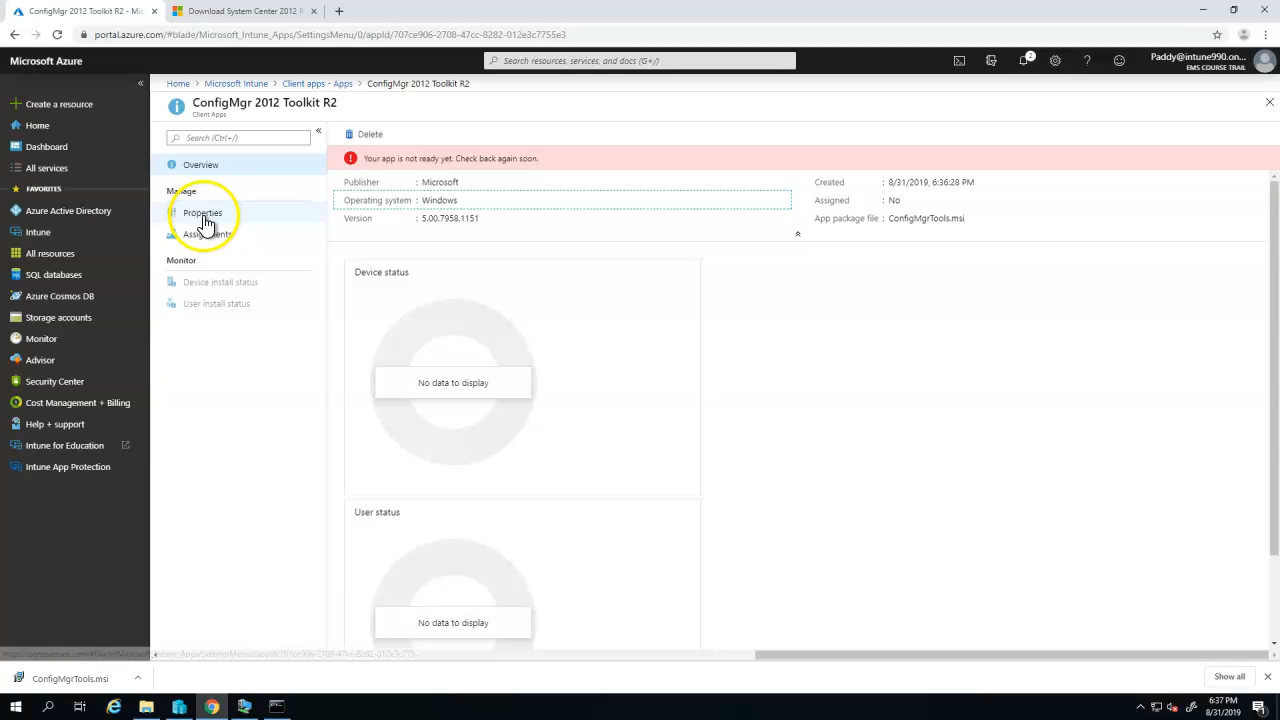 ConfigMgr 2012 Toolkit R2 - Mic
Download System Center 2012 R
portal.azure.com/#blade/Microsoft_Intune_Apps/SettingsMenu/0/appId/707ce906-2708-47cc-8282-012e3c7755e3
Microsoft Azure
Search resources, services, and docs (G+/)
2
Paddy@intune990.on...
EMS COURSE TRAIL
Create a resource
Home
Dashboard
All services
FAVORITES
Azure Active Directory
Intune
All resources
SQL databases
Azure Cosmos DB
Storage accounts
Monitor
Advisor
Security Center
Cost Management + Billing
Help + support
Intune for Education
Intune App Protection
Home > Microsoft Intune > Client apps - Apps > ConfigMgr 2012 Toolkit R2
ConfigMgr 2012 Toolkit R2
Client Apps
Search (Ctrl+/)
Overview
Manage
Properties
Assignments
Monitor
Device install status
User install status
Delete
Your app is not ready yet. Check back again soon.
Publisher : Microsoft
Operating system : Windows
Version : 5.00.7958.1151
Created : 8/31/2019, 6:36:28 PM
Assigned : No
App package file : ConfigMgrTools.msi
Device status
No data to display
User status
No data to display
ConfigMgrTools.msi
Show all
6:37 PM
8/31/2019
1